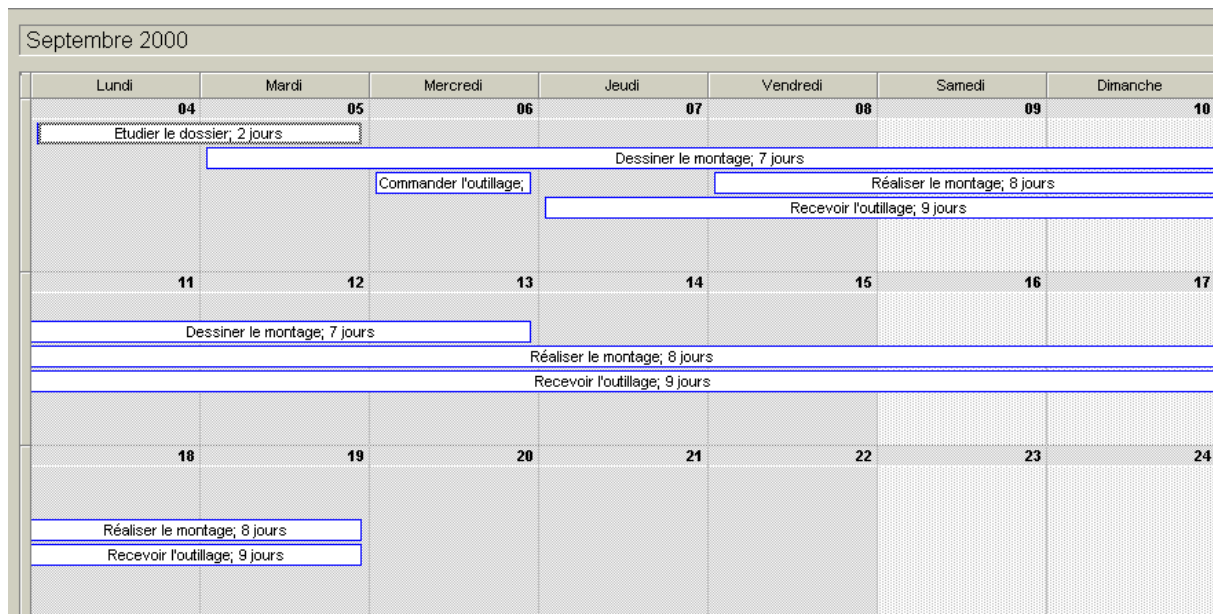 Septembre 2000
Lundi Mardi Mercredi Jeudi Vendredi Samedi Dimanche
04 05 06 07 08 09 10
Etudier le dossier; 2 jours
Dessiner le montage; 7 jours
Commander l'outillage; Réaliser le montage; 8 jours
Recevoir l'outillage; 9 jours
11 12 13 14 15 16 17
Dessiner le montage; 7 jours
Réaliser le montage; 8 jours
Recevoir l'outillage; 9 jours
18 19 20 21 22 23 24
Réaliser le montage; 8 jours
Recevoir l'outillage; 9 jours